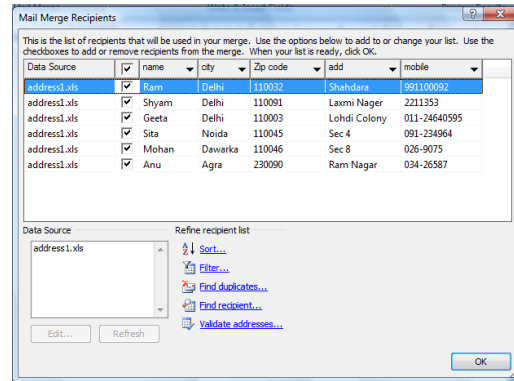 Mail Merge Recipients
This is the list of recipients that will be used in your merge. Use the options below to add to or change your list. Use the
checkboxes to add or remove recipients from the merge. When your list is ready, click OK.
Data Source name city Zip code add mobile
address1.xls Ram Delhi 110032 Shahdara 991100092
address1.xls Shyam Delhi 110091 Laxmi Nager 2211353
address1.xls Geeta Delhi 110003 Lohdi Colony 011-24640595
address1.xls Sita Noida 110045 Sec 4 091-234964
address1.xls Mohan Dawarka 110046 Sec 8 026-9075
address1.xls Anu Agra 230090 Ram Nagar 034-26587
Data Source Refine recipient list
address1.xls
Sort...
Filter...
Find duplicates...
Find recipient...
Validate addresses...
Edit... Refresh
OK